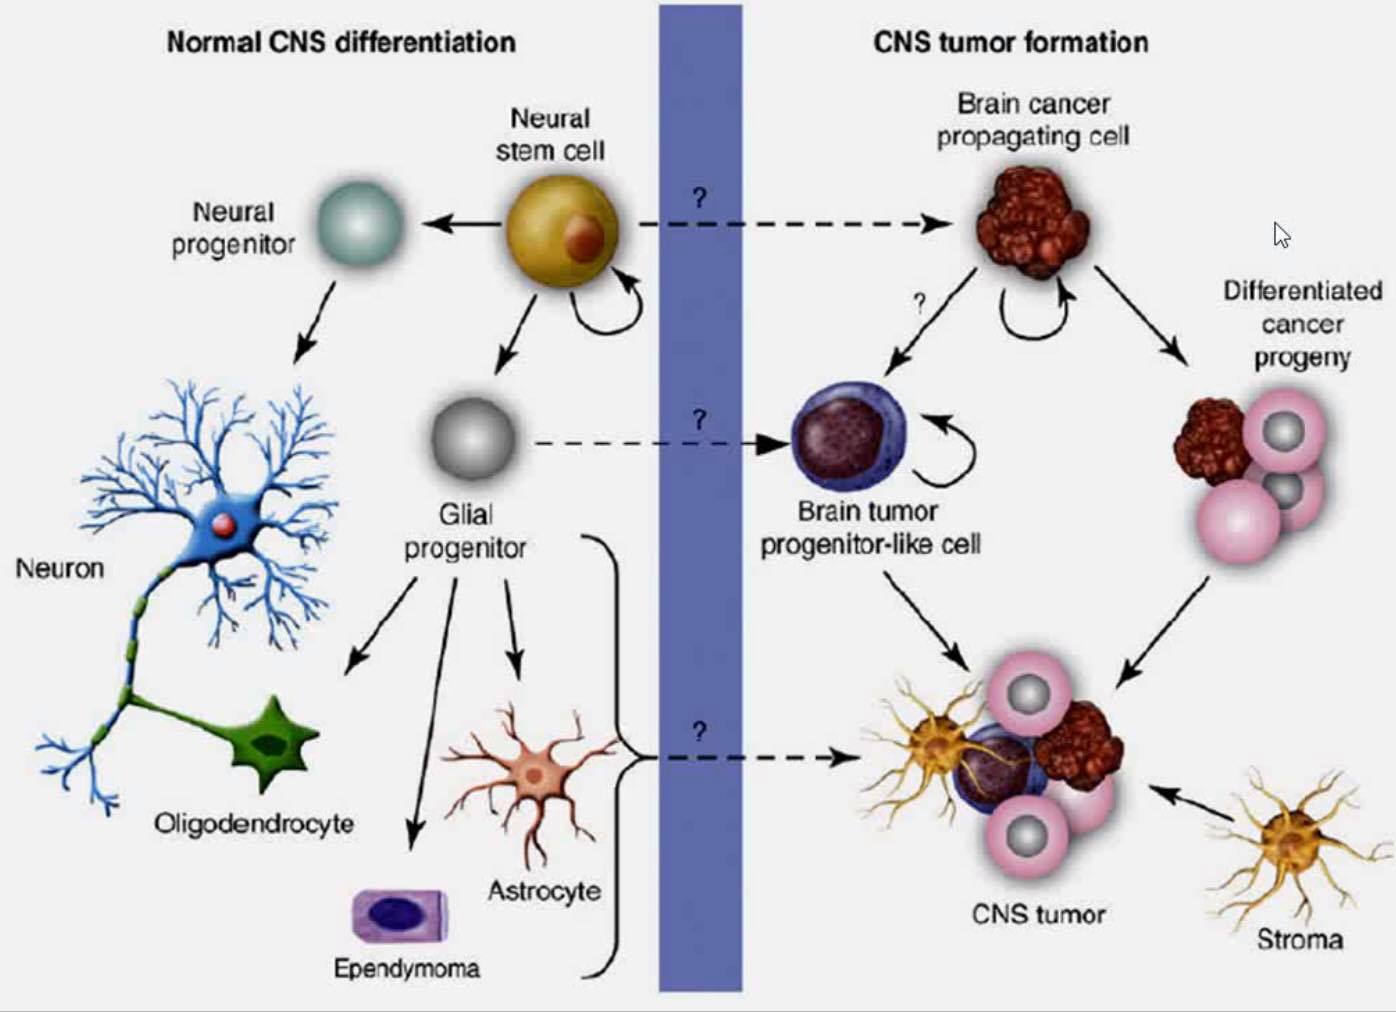 Normal CNS differentiation
CNS tumor formation
Neural
stem cell
Neural
progenitor
Glial
progenitor
Neuron
Oligodendrocyte
Astrocyte
Ependymoma
?
?
?
Brain cancer
propagating cell
?
Differentiated
cancer
progeny
Brain tumor
progenitor-like cell
CNS tumor
Stroma